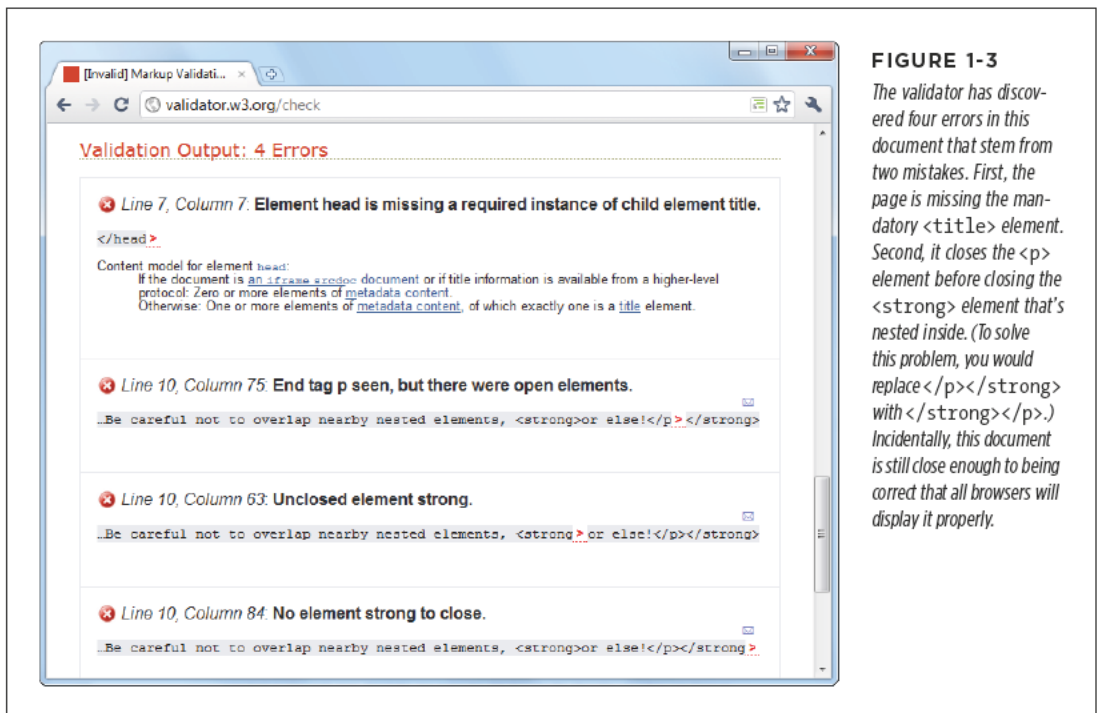 [Invalid] Markup Validati... ×
validator.w3.org/check
Validation Output: 4 Errors
Line 7, Column 7: Element head is missing a required instance of child element title.
</head>
Content model for element head:
If the document is an iframe srcdoc document or if title information is available from a higher-level
protocol: Zero or more elements of metadata content.
Otherwise: One or more elements of metadata content, of which exactly one is a title element.
Line 10, Column 75: End tag p seen, but there were open elements.
…Be careful not to overlap nearby nested elements, <strong>or else!</p></strong>
Line 10, Column 63: Unclosed element strong.
…Be careful not to overlap nearby nested elements, <strong>or else!</p></strong>
Line 10, Column 84: No element strong to close.
…Be careful not to overlap nearby nested elements, <strong>or else!</p></strong>
FIGURE 1-3
The validator has discov-
ered four errors in this
document that stem from
two mistakes. First, the
page is missing the man-
datory <title> element.
Second, it closes the <p>
element before closing the
<strong> element that's
nested inside. (To solve
this problem, you would
replace </p></strong>
with </strong></p>.)
Incidentally, this document
is still close enough to being
correct that all browsers will
display it properly.